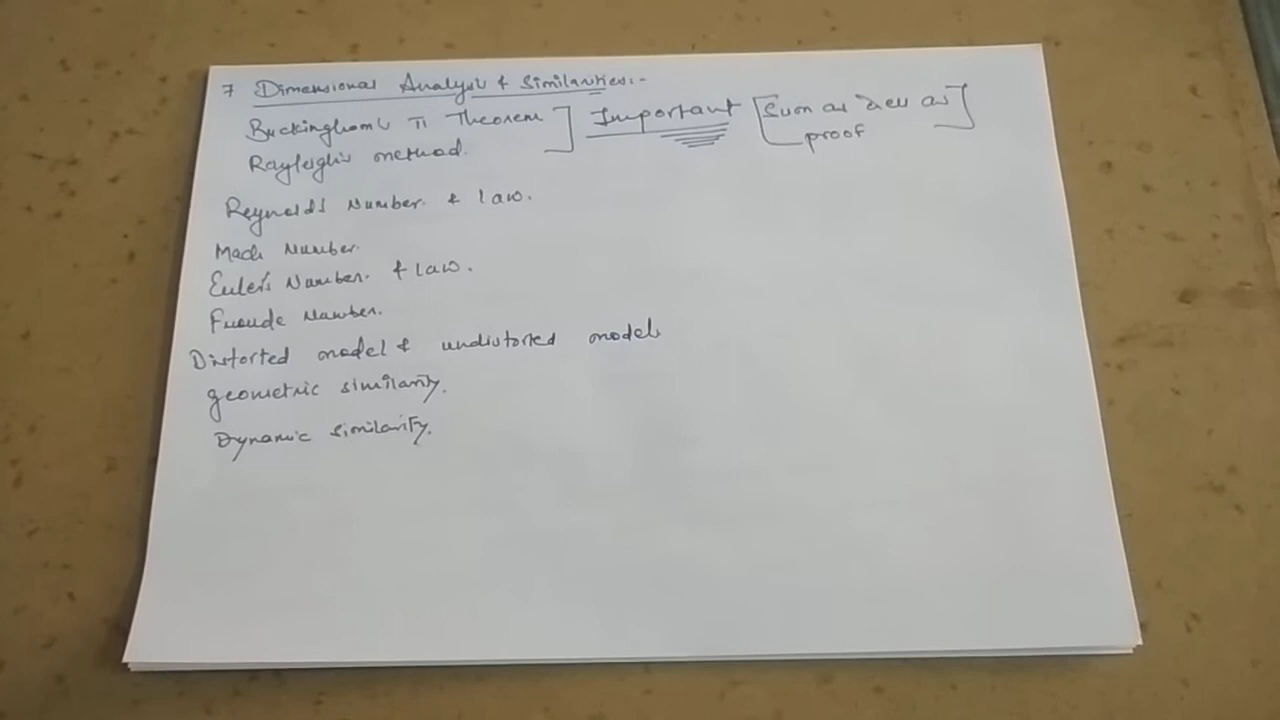 7 Dimensional Analysis & Similarities:-
Buckingham's π Theorem ] Important [Sum as well as]
Rayleigh's method. proof
Reynolds Number & law.
Mach Number.
Euler's Number. & law.
Froude Number.
Distorted model & undistorted models
geometric similarity.
Dynamic similarity.